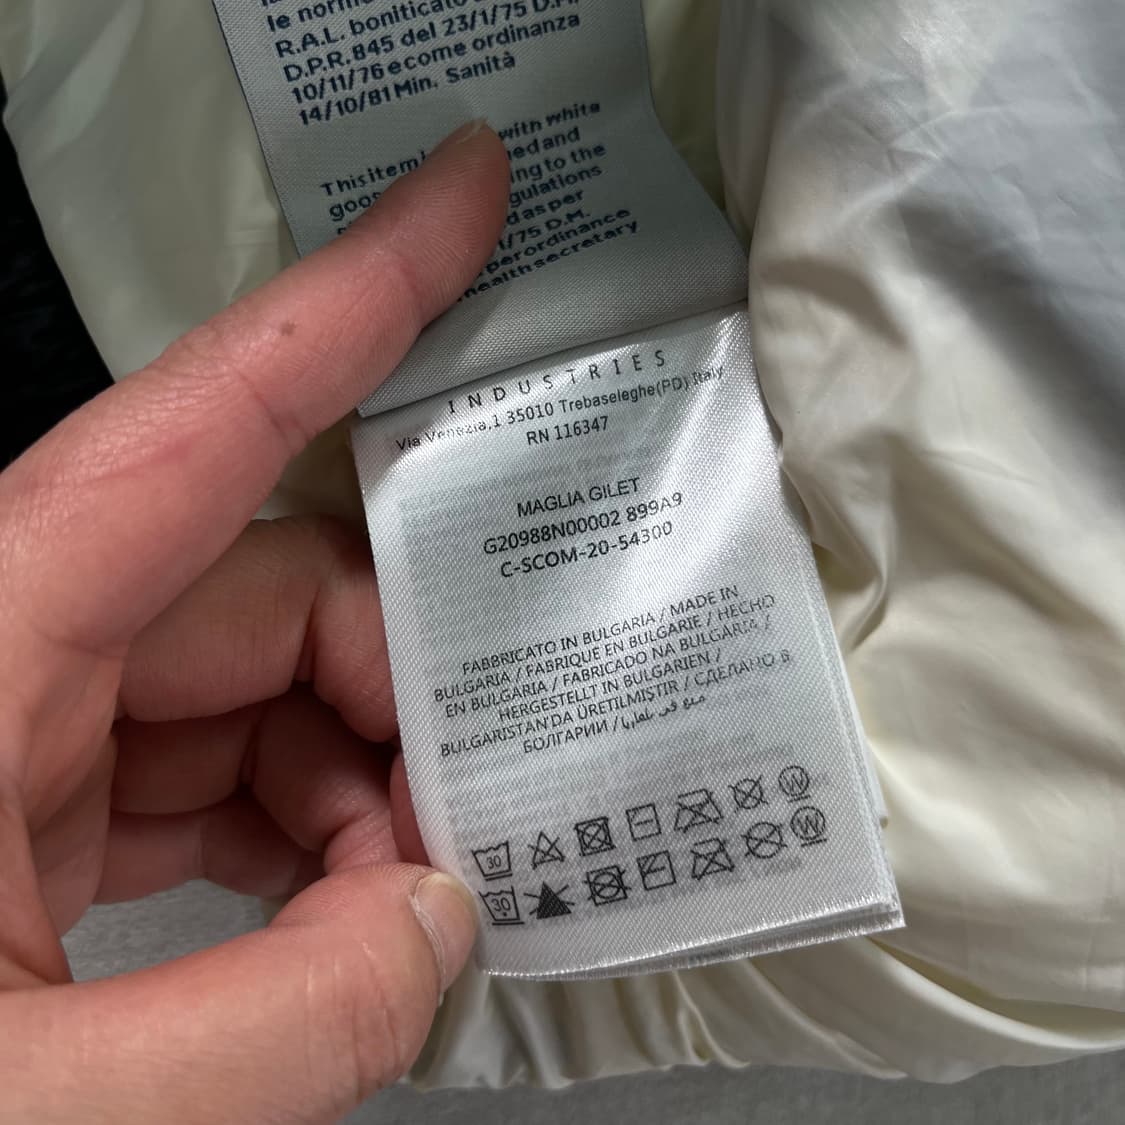 le norme
R.A.L. boniticato
D.P.R.845 del 23/1/75 D.M.
10/11/76 e come ordinanza
14/10/81 Min. Sanità
This item with white
goos ned and
ing to the
gulations
d as per
1/75 D.M.
per ordinance
health secretary
INDUSTRIES
Via Venezia,1 35010 Trebaseleghe(PD) Italy
RN 116347
MAGLIA GILET
G20988N00002 899A9
C-SCOM-20-54300
FABBRICATO IN BULGARIA / MADE IN
BULGARIA / FABRIQUE EN BULGARIE / HECHO
EN BULGARIA / FABRICADO NA BULGÁRIA /
HERGESTELLT IN BULGARIEN /
BULGARISTAN'DA ÜRETILMISTIR / СДЕЛАНО В
БОЛГАРИИ / صنع في بلغاريا
30 W
30 W